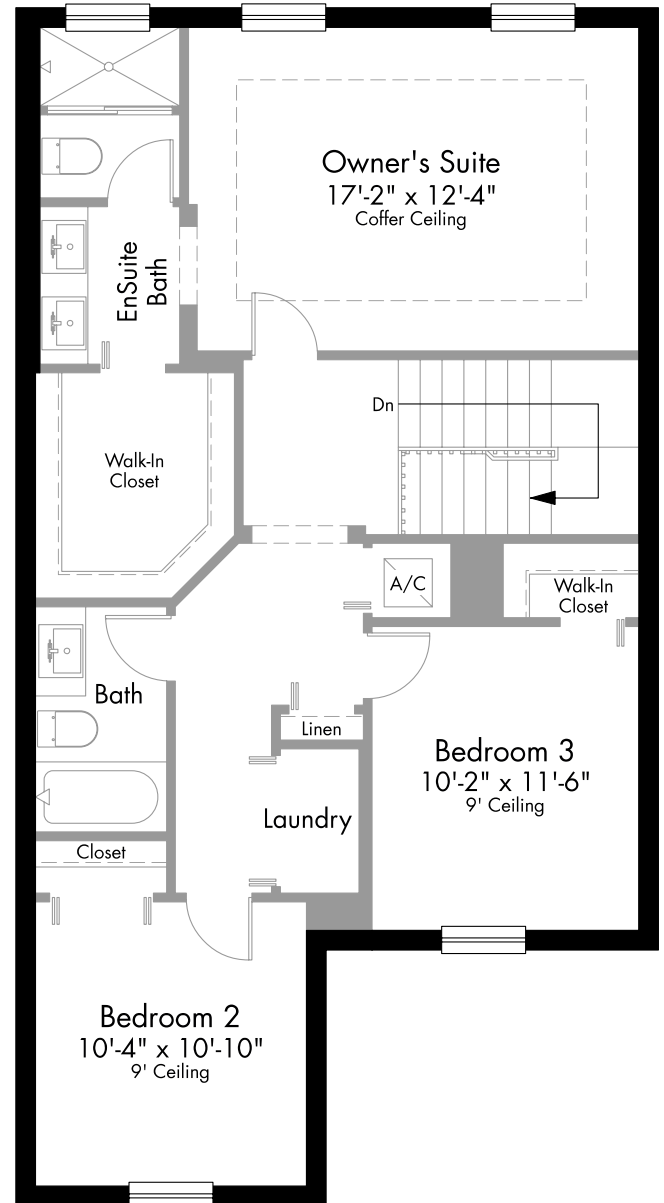 Owner's Suite
17'-2" x 12'-4"
Coffer Ceiling
EnSuite
Bath
Dn
Walk-In
Closet
A/C
Walk-In
Closet
Bath
Linen
Bedroom 3
10'-2" x 11'-6"
9' Ceiling
Laundry
Closet
Bedroom 2
10'-4" x 10'-10"
9' Ceiling